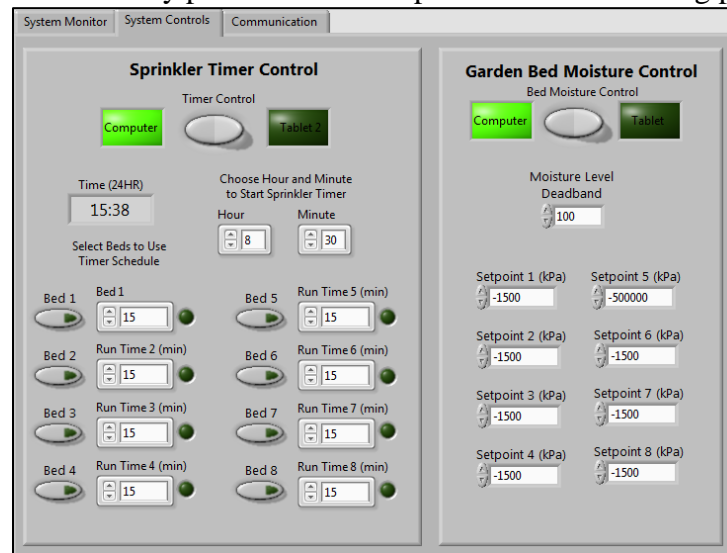 System Monitor System Controls Communication
Sprinkler Timer Control
Timer Control
Computer
Tablet 2
Time (24HR)
15:38
Choose Hour and Minute
to Start Sprinkler Timer
Hour Minute
8 30
Select Beds to Use
Timer Schedule
Bed 1 Bed 1
15
Bed 5 Run Time 5 (min)
15
Bed 2 Run Time 2 (min)
15
Bed 6 Run Time 6 (min)
15
Bed 3 Run Time 3 (min)
15
Bed 7 Run Time 7 (min)
15
Bed 4 Run Time 4 (min)
15
Bed 8 Run Time 8 (min)
15
Garden Bed Moisture Control
Bed Moisture Control
Computer
Tablet
Moisture Level
Deadband
100
Setpoint 1 (kPa) Setpoint 5 (kPa)
-1500 -500000
Setpoint 2 (kPa) Setpoint 6 (kPa)
-1500 -1500
Setpoint 3 (kPa) Setpoint 7 (kPa)
-1500 -1500
Setpoint 4 (kPa) Setpoint 8 (kPa)
-1500 -1500